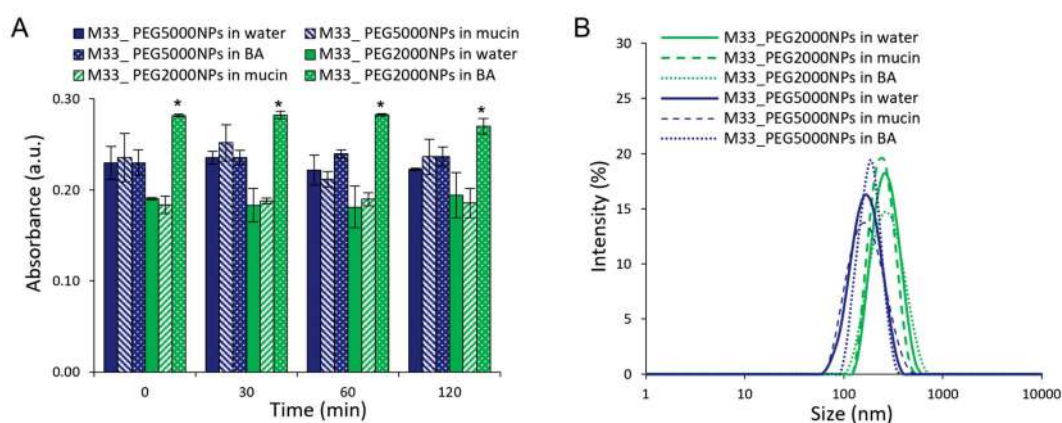 A
M33_ PEG5000NPs in water
M33_ PEG5000NPs in mucin
M33_ PEG5000NPs in BA
M33_ PEG2000NPs in water
M33_ PEG2000NPs in mucin
M33_ PEG2000NPs in BA
Absorbance (a.u.)
0.30
0.20
0.10
0.00
* * * *
0 30 60 120
Time (min)
B
M33_PEG2000NPs in water
M33_PEG2000NPs in mucin
M33_PEG2000NPs in BA
M33_PEG5000NPs in water
M33_PEG5000NPs in mucin
M33_PEG5000NPs in BA
Intensity (%)
30
25
20
15
10
5
0
1 10 100 1000 10000
Size (nm)